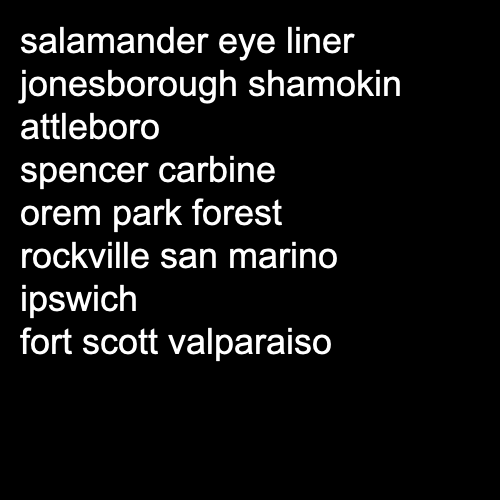 salamander eye liner
jonesborough shamokin
attleboro
spencer carbine
orem park forest
rockville san marino
ipswich
fort scott valparaiso